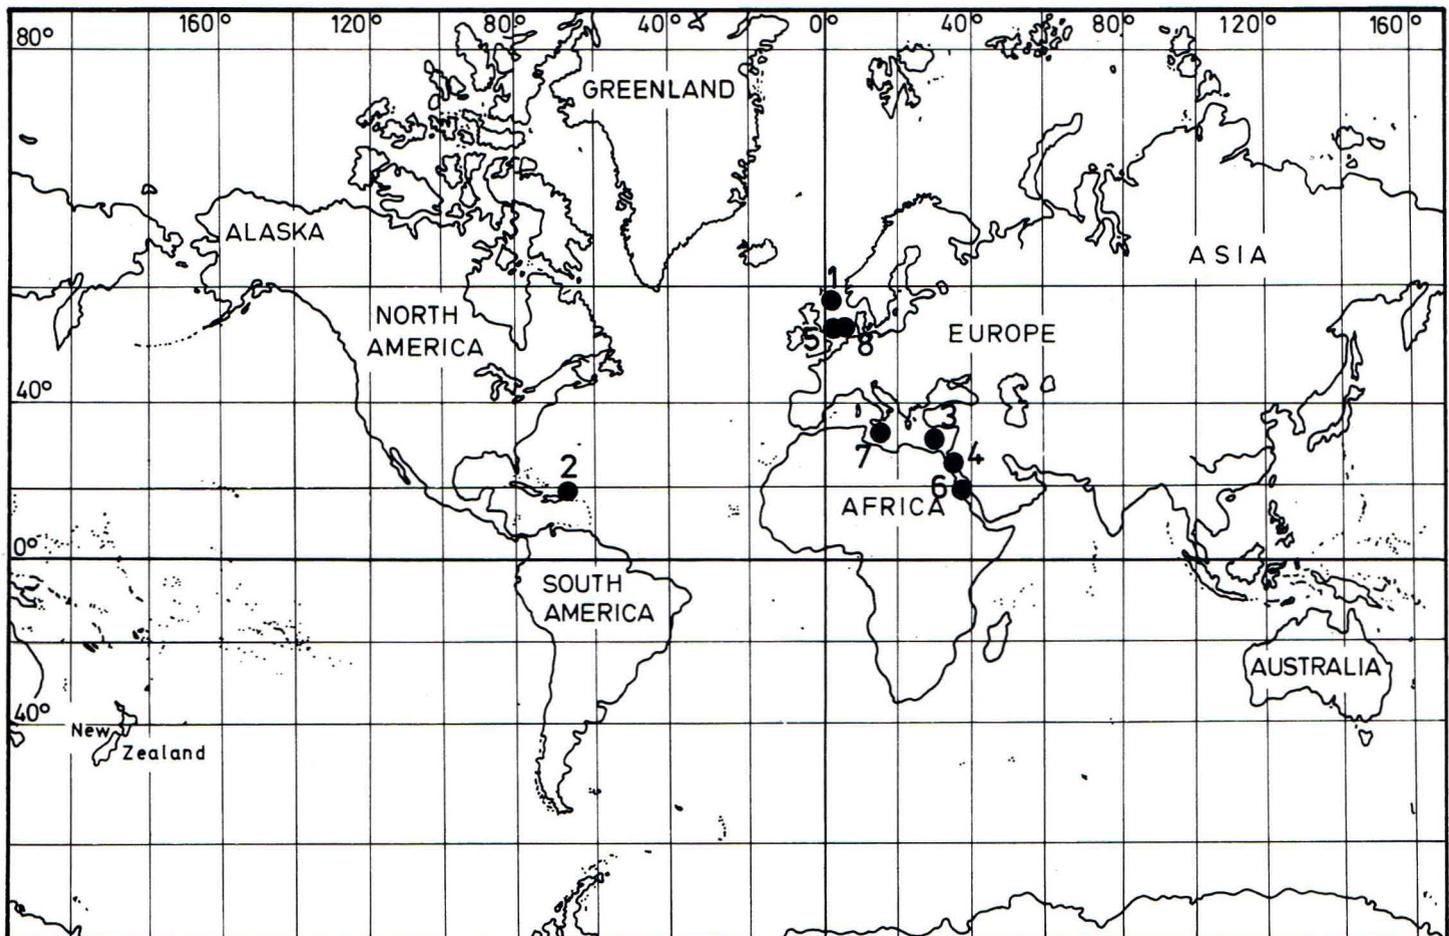 160° 120° 80° 40° 0° 40° 80° 120° 160°
80°
GREENLAND
ALASKA
ASIA
1
NORTH
AMERICA
EUROPE
5 8
40°
3
7 4
2
6
AFRICA
0°
SOUTH
AMERICA
AUSTRALIA
40°
New
Zealand